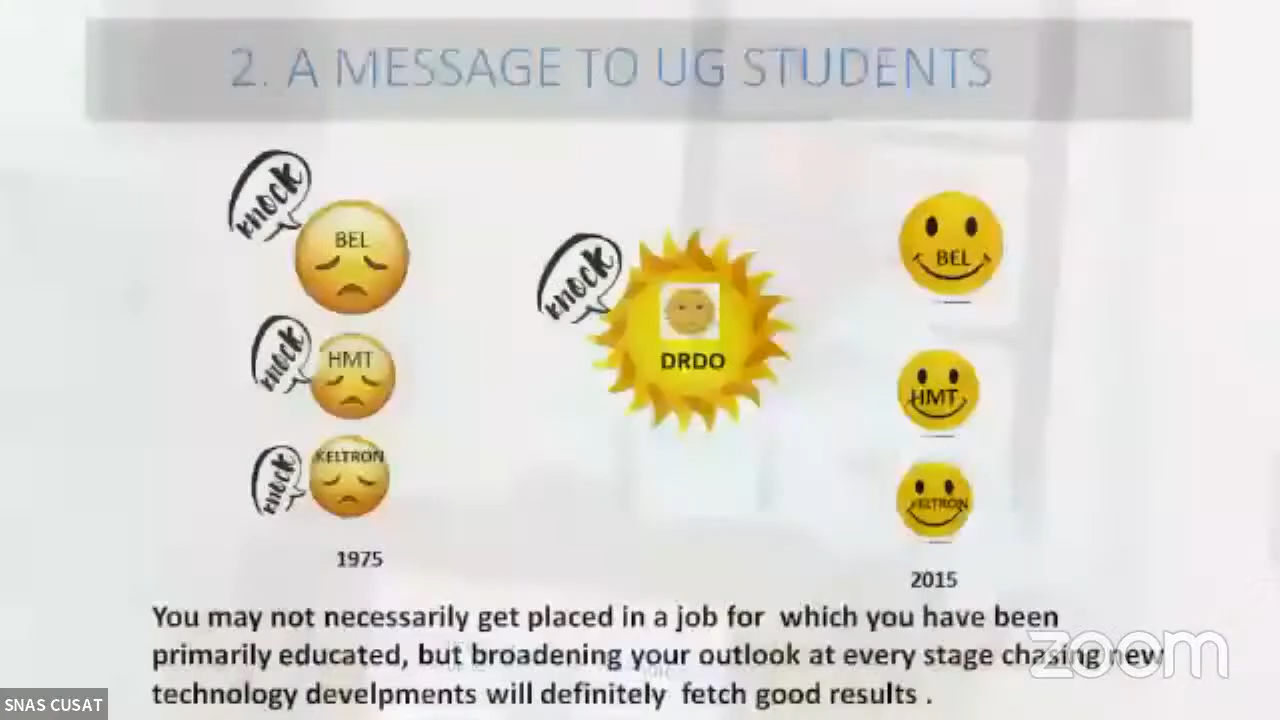 2. A MESSAGE TO UG STUDENTS
knock
BEL
knock
HMT
knock
KELTRON
1975
knock
DRDO
BEL
HMT
KELTRON
2015
You may not necessarily get placed in a job for which you have been
primarily educated, but broadening your outlook at every stage chasing new
technology develpments will definitely fetch good results .
zoom
SNAS CUSAT